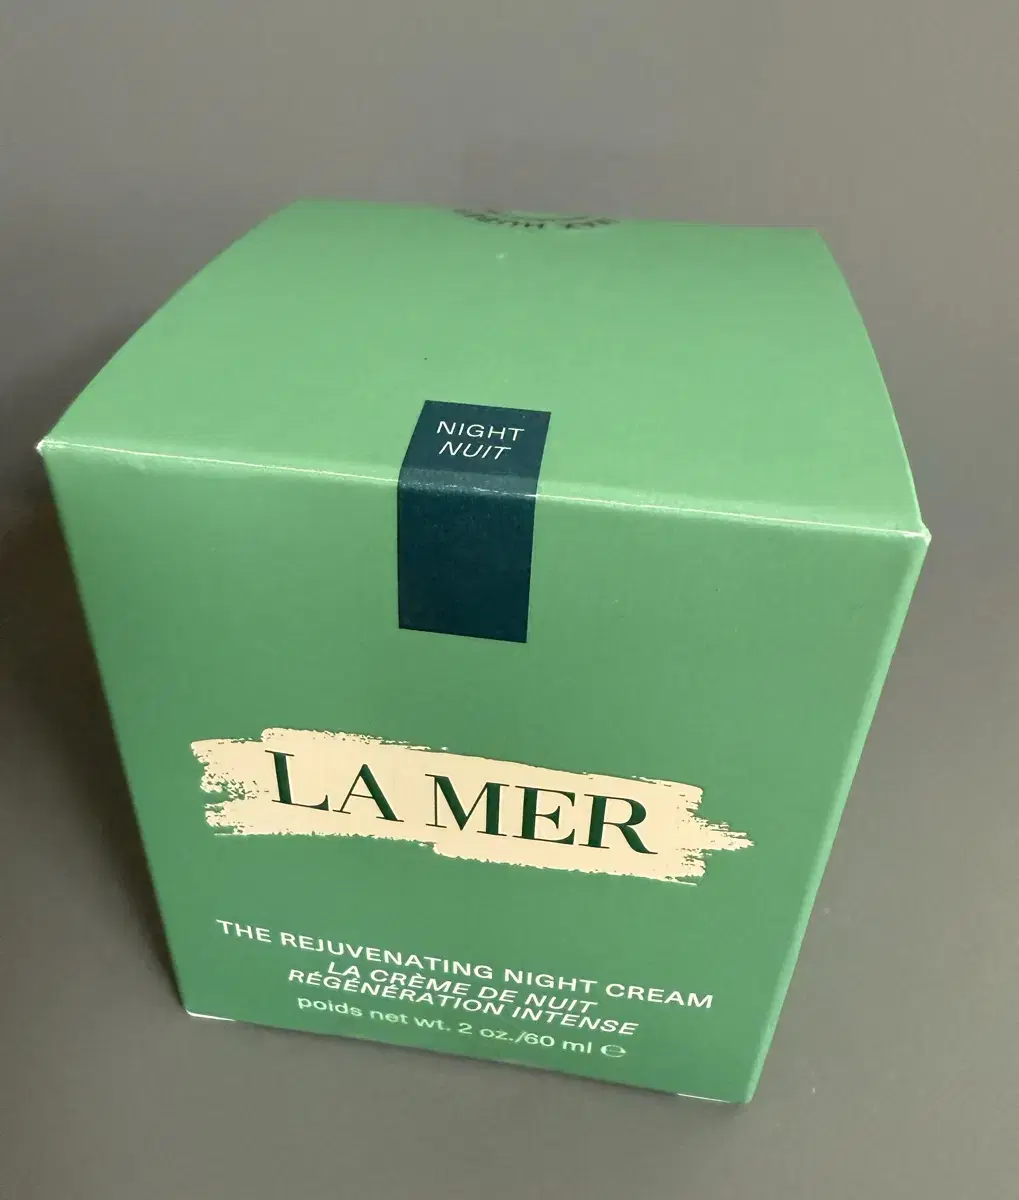 NIGHT
NUIT
LA MER
THE REJUVENATING NIGHT CREAM
LA CRÈME DE NUIT
RÉGÉNÉRATION INTENSE
poids net wt. 2 oz./60 ml ℮